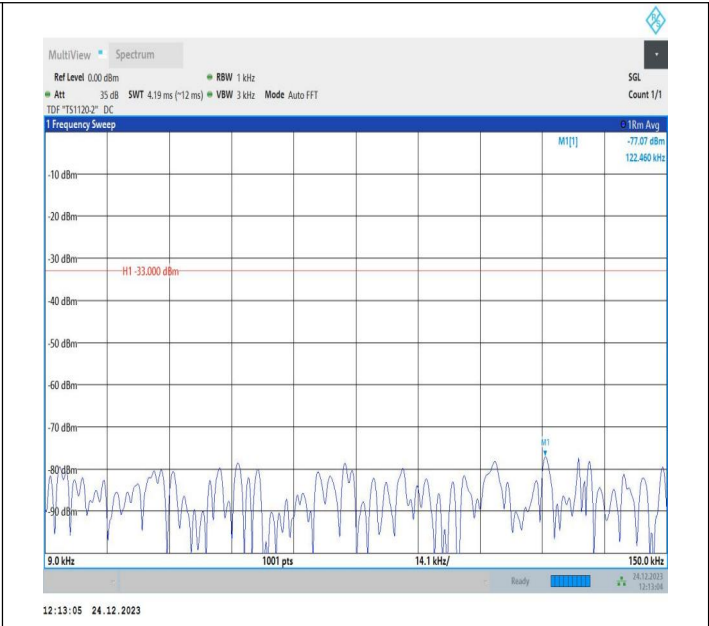 R S
MultiView Spectrum
Ref Level 0.00 dBm RBW 1 kHz SGL
Att 35 dB SWT 4.19 ms (~12 ms) VBW 3 kHz Mode Auto FFT Count 1/1
TDF "TS1120-2" DC
1 Frequency Sweep 1Rm Avg
M1[1] -77.07 dBm
122.460 kHz
-10 dBm
-20 dBm
-30 dBm
H1 -33.000 dBm
-40 dBm
-50 dBm
-60 dBm
-70 dBm
M1
-80 dBm
-90 dBm
9.0 kHz 1001 pts 14.1 kHz/ 150.0 kHz
Ready 24.12.2023
12:13:04
12:13:05 24.12.2023